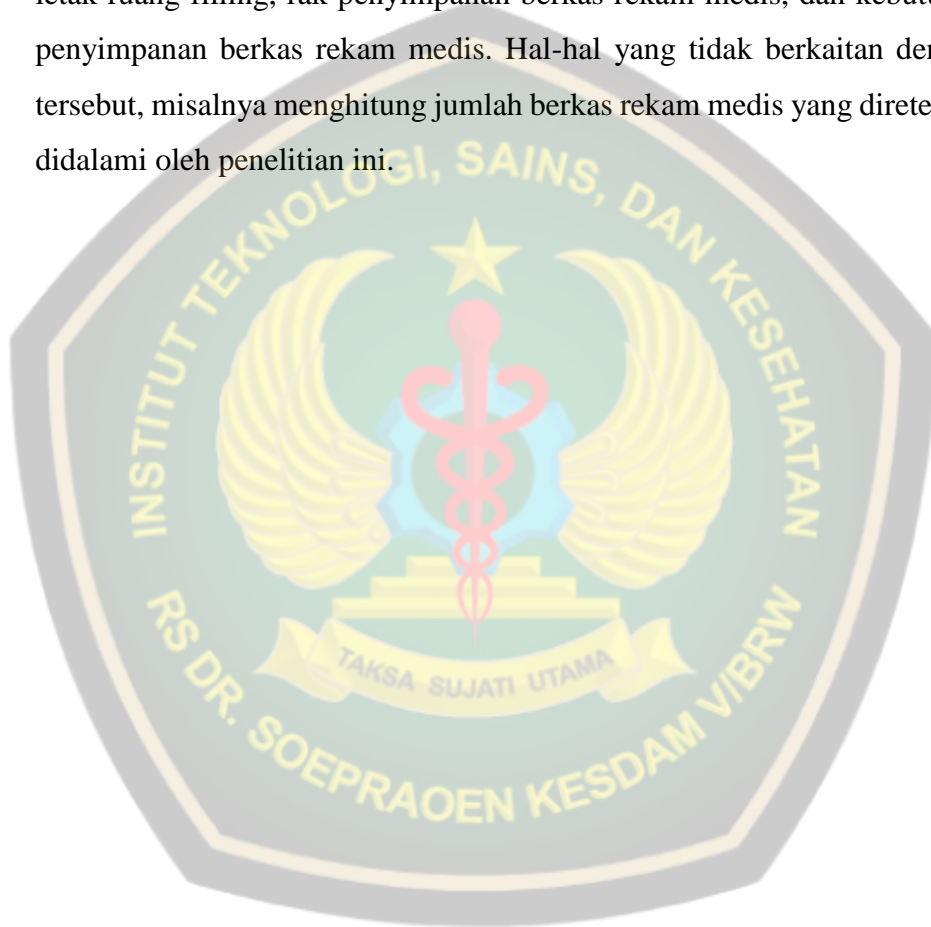 letak ruang filling, rak penyimpanan berkas rekam medis, dan kebutu
penyimpanan berkas rekam medis. Hal-hal yang tidak berkaitan
tersebut, misalnya menghitung jumlah berkas rekam medis yang direte
didalami oleh penelitian ini.
INSTITUT TEKNOLOGI, SAINS, DAN KESEHATAN
TAKSA SUJATI UTAMA
RS DR. SOEPRAOEN KESDAM V/BRW